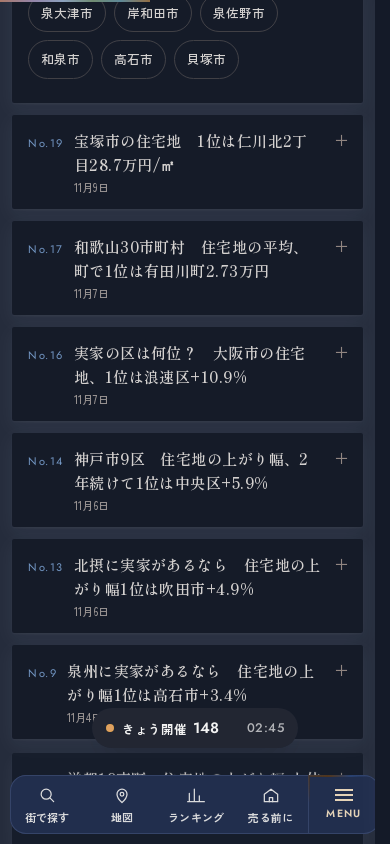 泉大津市 岸和田市 泉佐野市
和泉市 高石市 貝塚市
No.19 宝塚市の住宅地　1位は仁川北2丁
目28.7万円/㎡
11月9日
No.17 和歌山30市町村　住宅地の平均、
町で1位は有田川町2.73万円
11月7日
No.16 実家の区は何位？　大阪市の住宅
地、1位は浪速区+10.9%
11月7日
No.14 神戸市9区　住宅地の上がり幅、2
年続けて1位は中央区+5.9%
11月6日
No.13 北摂に実家があるなら　住宅地の上
がり幅1位は吹田市+4.9%
11月6日
No.9 泉州に実家があるなら　住宅地の上
がり幅1位は高石市+3.4%
11月4日
きょう開催 148 02:45
街で探す 地図 ランキング 売る前に MENU